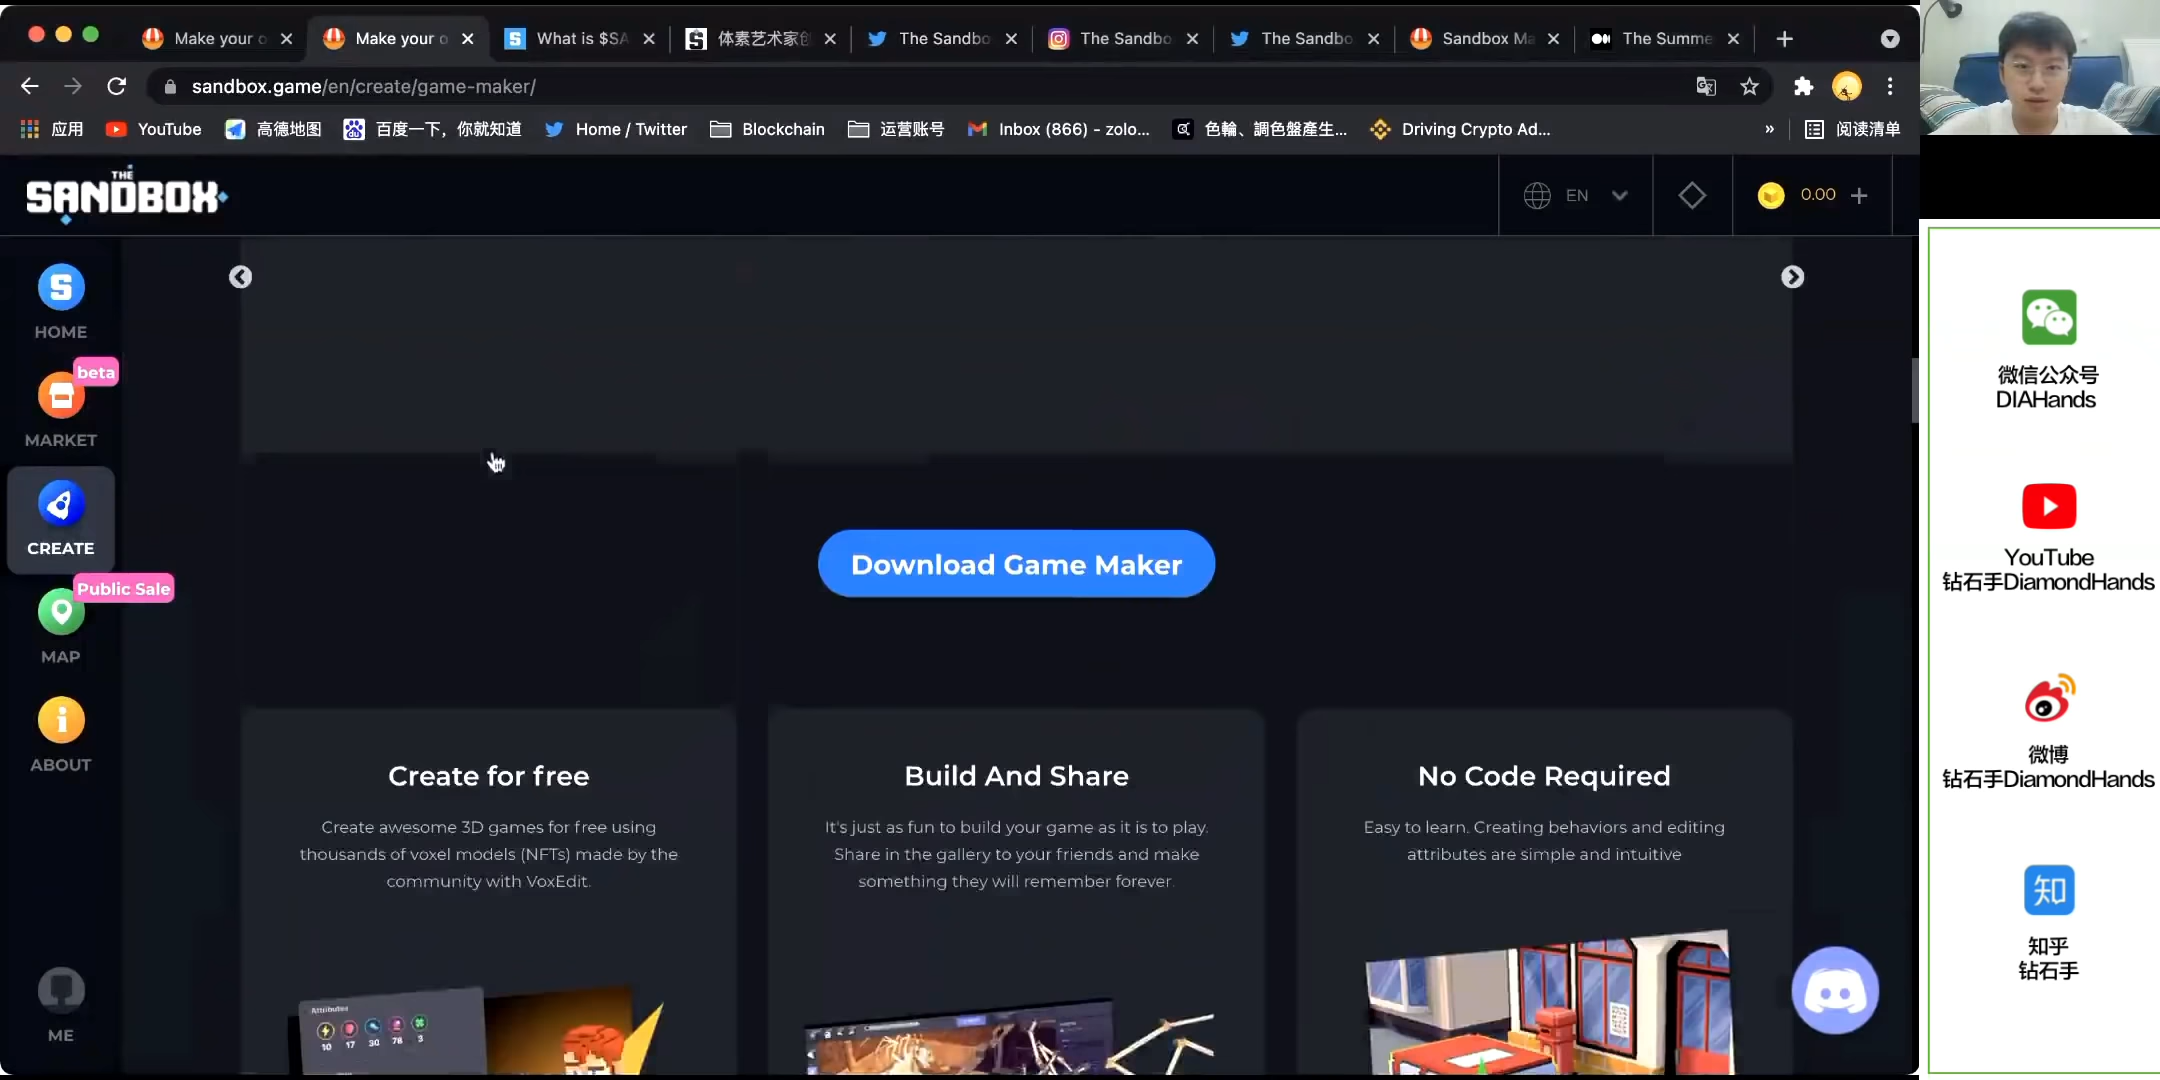 Make your o
Make your o
What is $SA
体素艺术家创
The Sandbo
The Sandbo
The Sandbo
Sandbox Ma
The Summe
sandbox.game/en/create/game-maker/
应用
YouTube
高德地图
百度一下，你就知道
Home / Twitter
Blockchain
运营账号
Inbox (866) - zolo...
色輪、調色盤產生...
Driving Crypto Ad...
»
阅读清单
THE
SANDBOX
EN
0.00
HOME
beta
MARKET
CREATE
Public Sale
MAP
ABOUT
ME
Download Game Maker
Create for free
Create awesome 3D games for free using
thousands of voxel models (NFTs) made by the
community with VoxEdit.
Build And Share
It's just as fun to build your game as it is to play.
Share in the gallery to your friends and make
something they will remember forever.
No Code Required
Easy to learn. Creating behaviors and editing
attributes are simple and intuitive
Attributes
10 17 30 78 3
微信公众号
DIAHands
YouTube
钻石手DiamondHands
微博
钻石手DiamondHands
知
知乎
钻石手